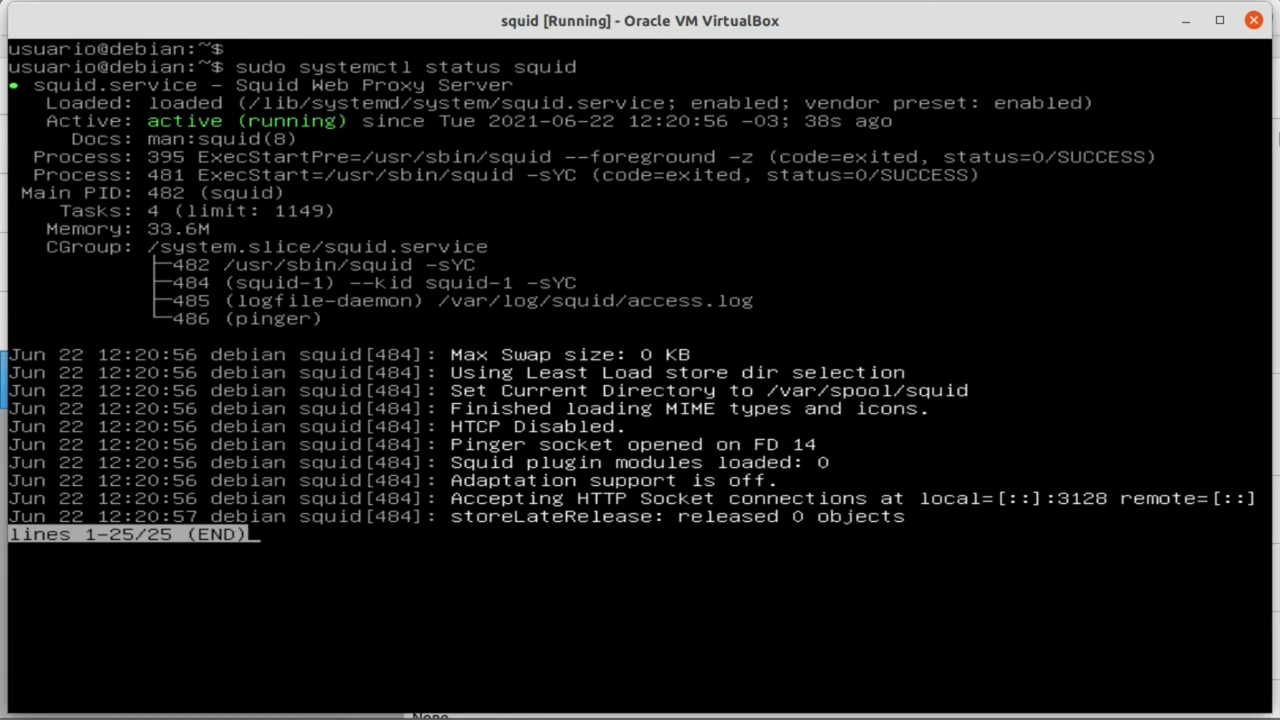 squid [Running] - Oracle VM VirtualBox
usuario@debian:~$
usuario@debian:~$ sudo systemctl status squid
● squid.service - Squid Web Proxy Server
Loaded: loaded (/lib/systemd/system/squid.service; enabled; vendor preset: enabled)
Active: active (running) since Tue 2021-06-22 12:20:56 -03; 38s ago
Docs: man:squid(8)
Process: 395 ExecStartPre=/usr/sbin/squid --foreground -z (code=exited, status=0/SUCCESS)
Process: 481 ExecStart=/usr/sbin/squid -sYC (code=exited, status=0/SUCCESS)
Main PID: 482 (squid)
Tasks: 4 (limit: 1149)
Memory: 33.6M
CGroup: /system.slice/squid.service
├─482 /usr/sbin/squid -sYC
├─484 (squid-1) --kid squid-1 -sYC
├─485 (logfile-daemon) /var/log/squid/access.log
└─486 (pinger)
Jun 22 12:20:56 debian squid[484]: Max Swap size: 0 KB
Jun 22 12:20:56 debian squid[484]: Using Least Load store dir selection
Jun 22 12:20:56 debian squid[484]: Set Current Directory to /var/spool/squid
Jun 22 12:20:56 debian squid[484]: Finished loading MIME types and icons.
Jun 22 12:20:56 debian squid[484]: HTCP Disabled.
Jun 22 12:20:56 debian squid[484]: Pinger socket opened on FD 14
Jun 22 12:20:56 debian squid[484]: Squid plugin modules loaded: 0
Jun 22 12:20:56 debian squid[484]: Adaptation support is off.
Jun 22 12:20:56 debian squid[484]: Accepting HTTP Socket connections at local=[::]:3128 remote=[::]
Jun 22 12:20:57 debian squid[484]: storeLateRelease: released 0 objects
lines 1-25/25 (END)